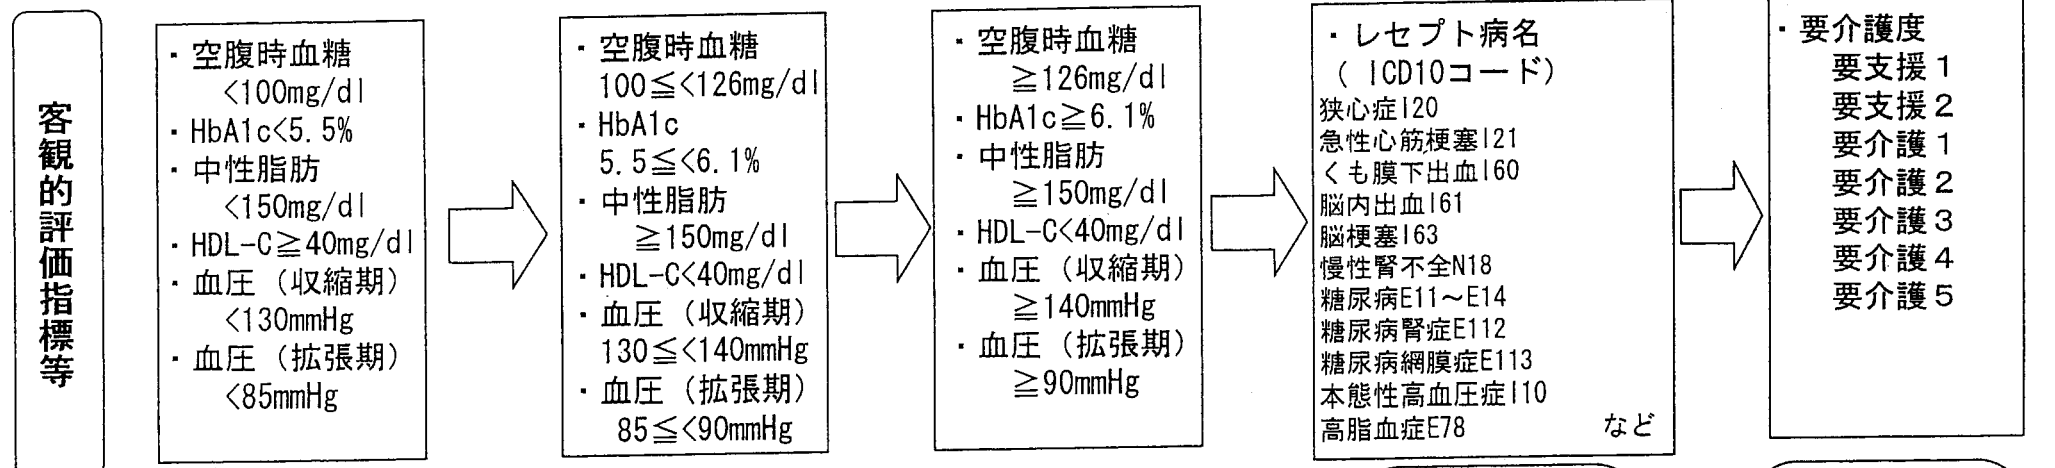 客観的評価指標等
・空腹時血糖
<100mg/dl
・HbA1c<5.5%
・中性脂肪
<150mg/dl
・HDL-C≧40mg/dl
・血圧（収縮期）
<130mmHg
・血圧（拡張期）
<85mmHg
・空腹時血糖
100≦<126mg/dl
・HbA1c
5.5≦<6.1%
・中性脂肪
≧150mg/dl
・HDL-C<40mg/dl
・血圧（収縮期）
130≦<140mmHg
・血圧（拡張期）
85≦<90mmHg
・空腹時血糖
≧126mg/dl
・HbA1c≧6.1%
・中性脂肪
≧150mg/dl
・HDL-C<40mg/dl
・血圧（収縮期）
≧140mmHg
・血圧（拡張期）
≧90mmHg
・レセプト病名
（ICD10コード）
狭心症I20
急性心筋梗塞I21
くも膜下出血I60
脳内出血I61
脳梗塞I63
慢性腎不全N18
糖尿病E11～E14
糖尿病腎症E112
糖尿病網膜症E113
本態性高血圧症I10
高脂血症E78 など
・要介護度
要支援１
要支援２
要介護１
要介護２
要介護３
要介護４
要介護５